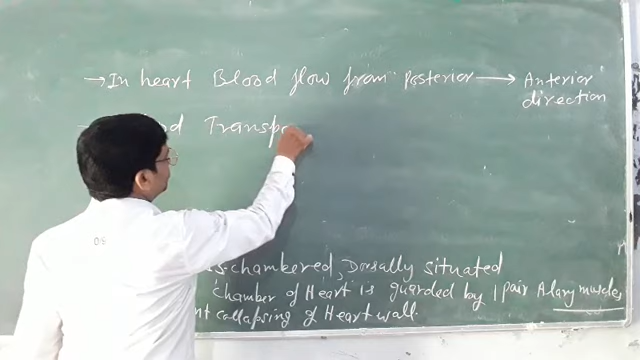 → In heart Blood flow from Posterior → Anterior direction
Transpo
-chambered, Dorsally situated
chamber of Heart is guarded by 1 pair Alary muscles
collapsing of Heart wall.